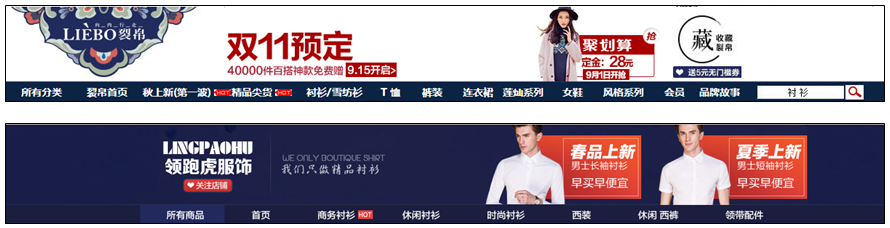 向 内 行 走
LIEBO 裂帛
双11预定
40000件百搭神款免费赠 9.15开启>
聚划算 抢
定金：28元
9月1日开抢
藏 收藏裂帛
送5元无门槛券
所有分类 裂帛首页 秋上新(第一波) HOT 精品尖货 HOT 衬衫/雪纺衫 T 恤 裤装 连衣裙 莲灿系列 女鞋 风格系列 会员 品牌故事 衬衫
LINGPAOHU
领跑虎服饰
关注店铺
WE ONLY BOUTIQUE SHIRT
我们只做精品衬衫
春品上新
男士长袖衬衫
早买早便宜
夏季上新
男士短袖衬衫
早买早便宜
所有商品 首页 商务衬衫 HOT 休闲衬衫 时尚衬衫 西装 休闲 西裤 领带配件